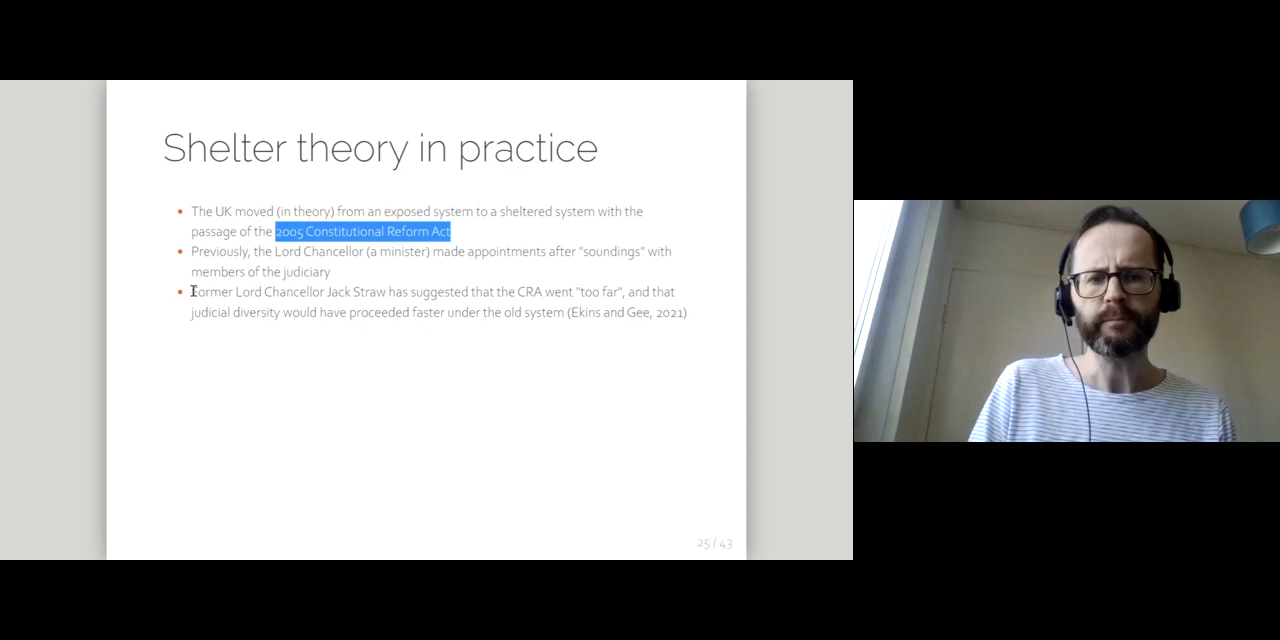 Shelter theory in practice
The UK moved (in theory) from an exposed system to a sheltered system with the
passage of the 2005 Constitutional Reform Act
Previously, the Lord Chancellor (a minister) made appointments after "soundings" with
members of the judiciary
Former Lord Chancellor Jack Straw has suggested that the CRA went "too far", and that
judicial diversity would have proceeded faster under the old system (Ekins and Gee, 2021)
25 / 43